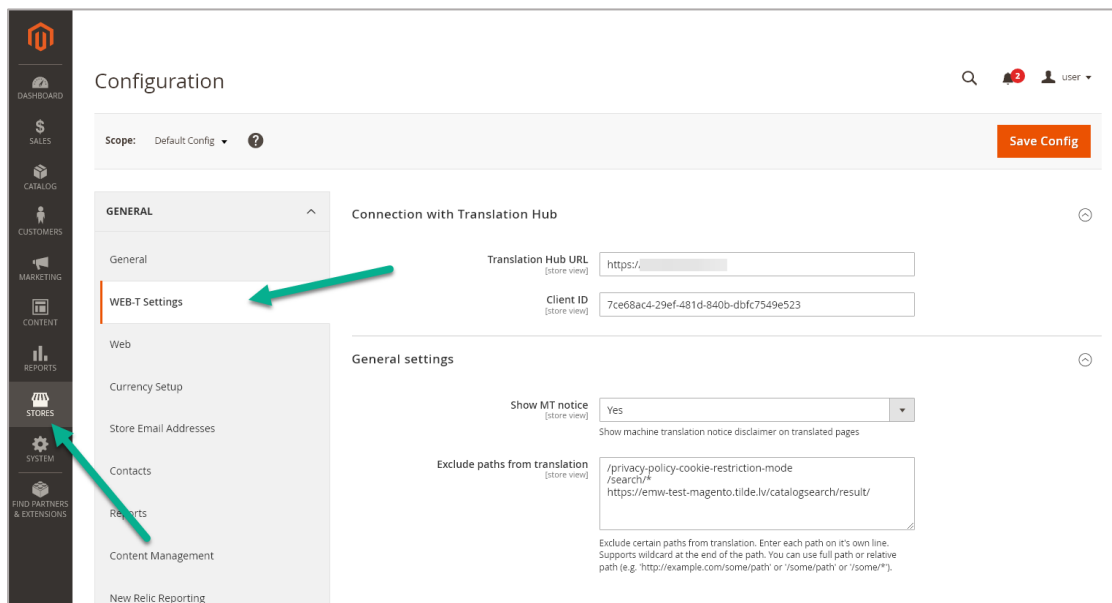 DASHBOARD
$
SALES
CATALOG
CUSTOMERS
MARKETING
CONTENT
REPORTS
STORES
SYSTEM
FIND PARTNERS
& EXTENSIONS
Configuration
2
user
Scope: Default Config ?
Save Config
GENERAL
General
WEB-T Settings
Web
Currency Setup
Store Email Addresses
Contacts
Reports
Content Management
New Relic Reporting
Connection with Translation Hub
Translation Hub URL
[store view]
https:/
Client ID
[store view]
7ce68ac4-29ef-481d-840b-dbfc7549e523
General settings
Show MT notice
[store view]
Yes
Show machine translation notice disclaimer on translated pages
Exclude paths from translation
[store view]
/privacy-policy-cookie-restriction-mode
/search/*
https://emw-test-magento.tilde.lv/catalogsearch/result/
Exclude certain paths from translation. Enter each path on it's own line.
Supports wildcard at the end of the path. You can use full path or relative
path (e.g. 'http://example.com/some/path' or '/some/path' or '/some/*').